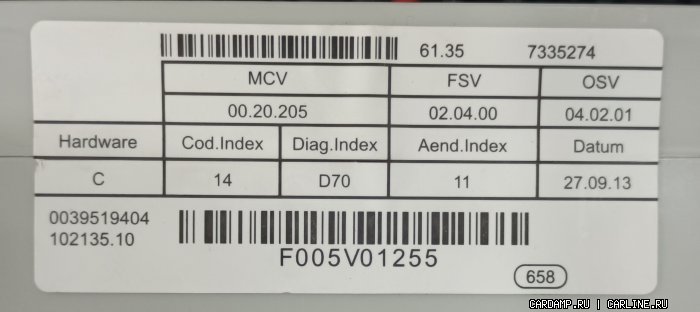 61.35 7335274
MCV FSV OSV
00.20.205 02.04.00 04.02.01
Hardware Cod.Index Diag.Index Aend.Index Datum
C 14 D70 11 27.09.13
0039519404
102135.10
F005V01255
658
CARDAMP.RU | CARLINE.RU